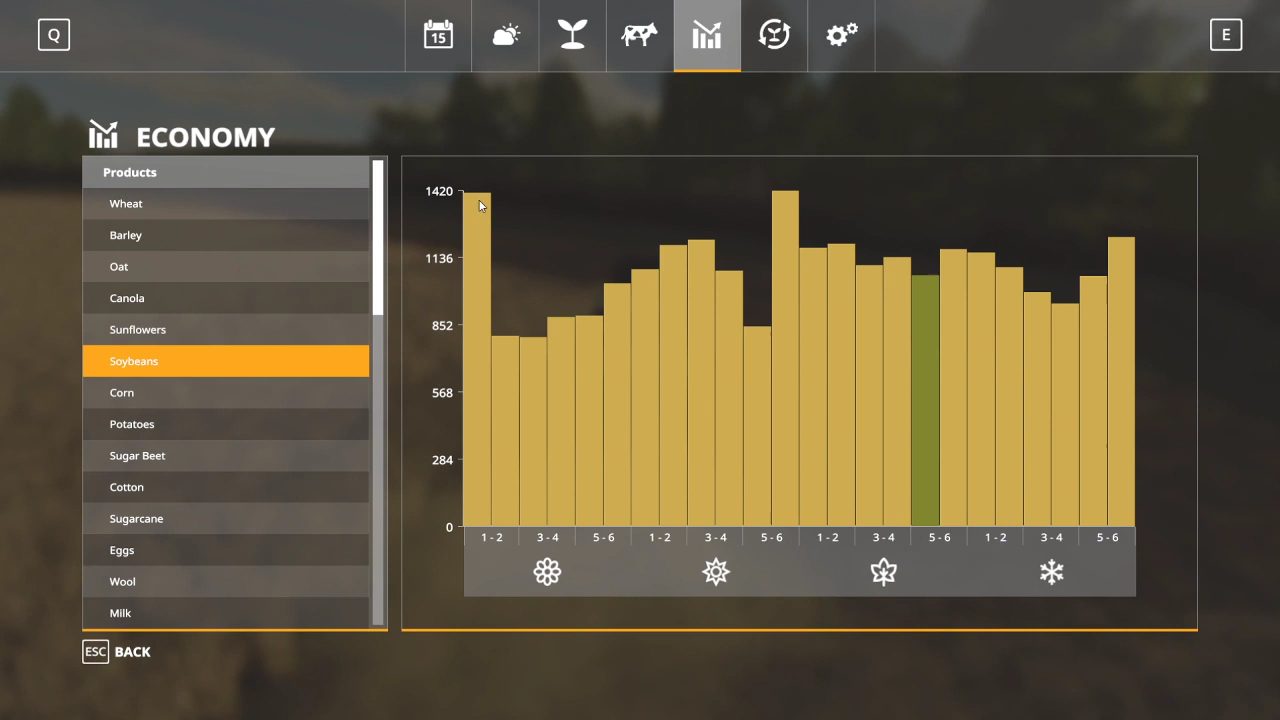 Q
15
E
ECONOMY
Products
Wheat
Barley
Oat
Canola
Sunflowers
Soybeans
Corn
Potatoes
Sugar Beet
Cotton
Sugarcane
Eggs
Wool
Milk
1420
1136
852
568
284
0
1 - 2 3 - 4 5 - 6 1 - 2 3 - 4 5 - 6 1 - 2 3 - 4 5 - 6 1 - 2 3 - 4 5 - 6
ESC BACK